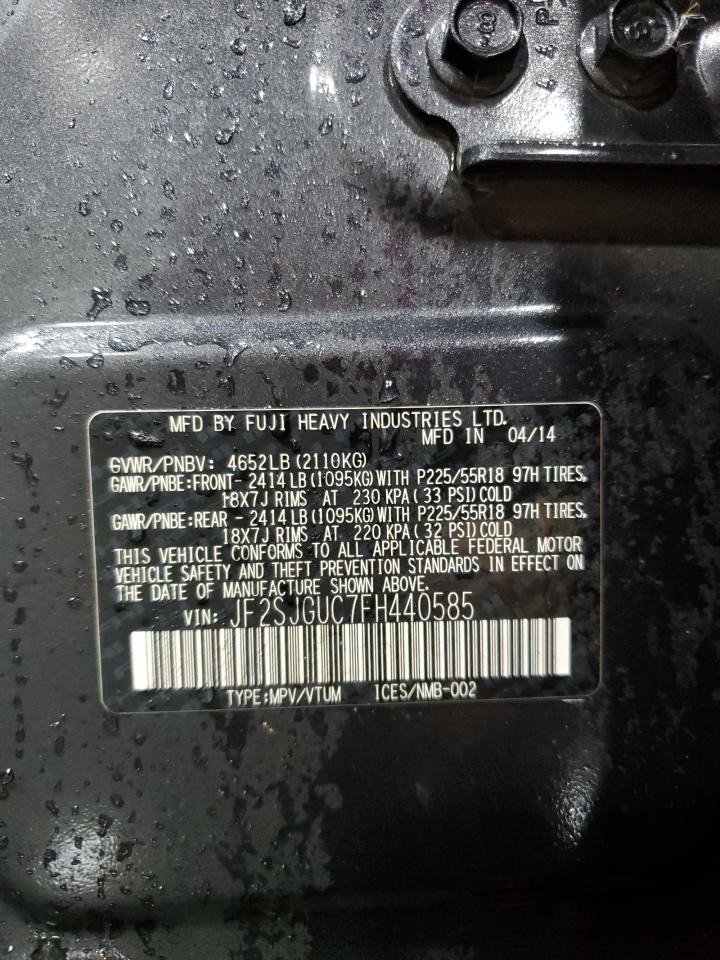 8
44 P
8
MFD BY FUJI HEAVY INDUSTRIES LTD.
MFD IN 04/14
GVWR/PNBV: 4652LB (2110KG)
GAWR/PNBE:FRONT- 2414 LB (1095KG) WITH P225/55R18 97H TIRES,
18X7J RIMS AT 230 KPA (33 PSI) COLD
GAWR/PNBE:REAR - 2414 LB (1095KG) WITH P225/55R18 97H TIRES,
18X7J RIMS AT 220 KPA (32 PSI) COLD
THIS VEHICLE CONFORMS TO ALL APPLICABLE FEDERAL MOTOR
VEHICLE SAFETY AND THEFT PREVENTION STANDARDS IN EFFECT ON
THE DATE OF MANUFACTURE SHOWN ABOVE.
VIN: JF2SJGUC7FH440585
TYPE:MPV/VTUM ICES/NMB-002